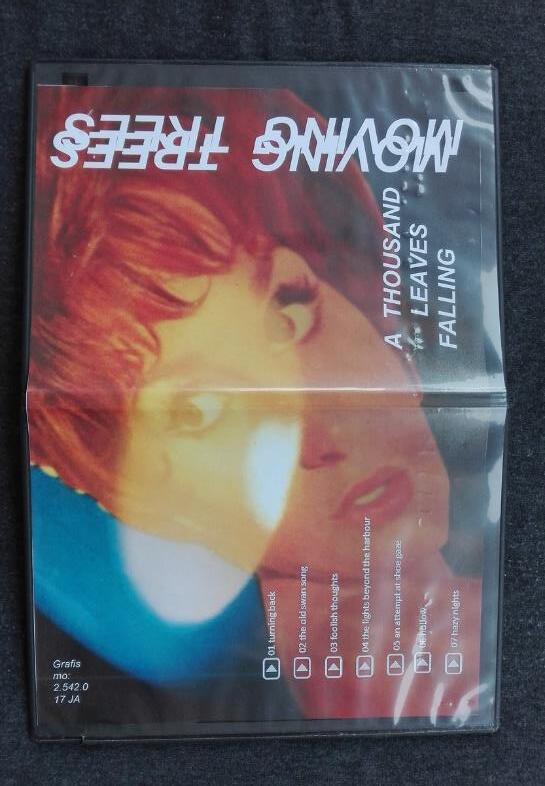 MOVING TREES
A THOUSAND
LEAVES
FALLING
01 turning back
02 the old swan song
03 foolish thoughts
04 the lights beyond the harbour
05 an attempt at shoe gaze
06 hollow
07 hazy nights
Grafis
mo:
2.542.0
17 JA